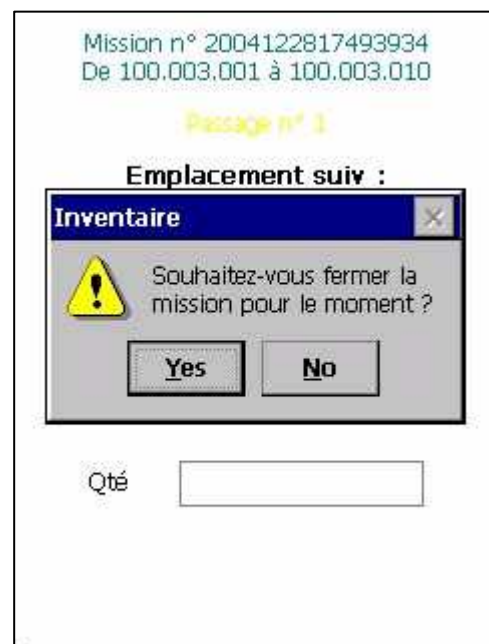 Mission n° 2004122817493934
De 100.003.001 à 100.003.010
Passage n° 1
Emplacement suiv :
Inventaire
Souhaitez-vous fermer la
mission pour le moment ?
Yes No
Qté